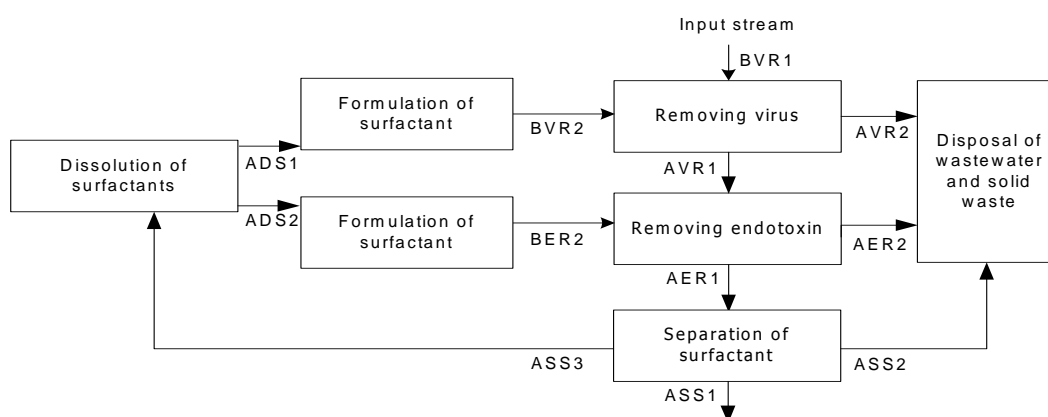 Input stream
BVR1
Formulation of
surfactant
BVR2
Removing virus
AVR2
Disposal of
wastewater
and solid
waste
Dissolution of
surfactants
ADS1
AVR1
ADS2
Formulation of
surfactant
BER2
Removing endotoxin
AER2
AER1
Separation of
surfactant
ASS3
ASS2
ASS1